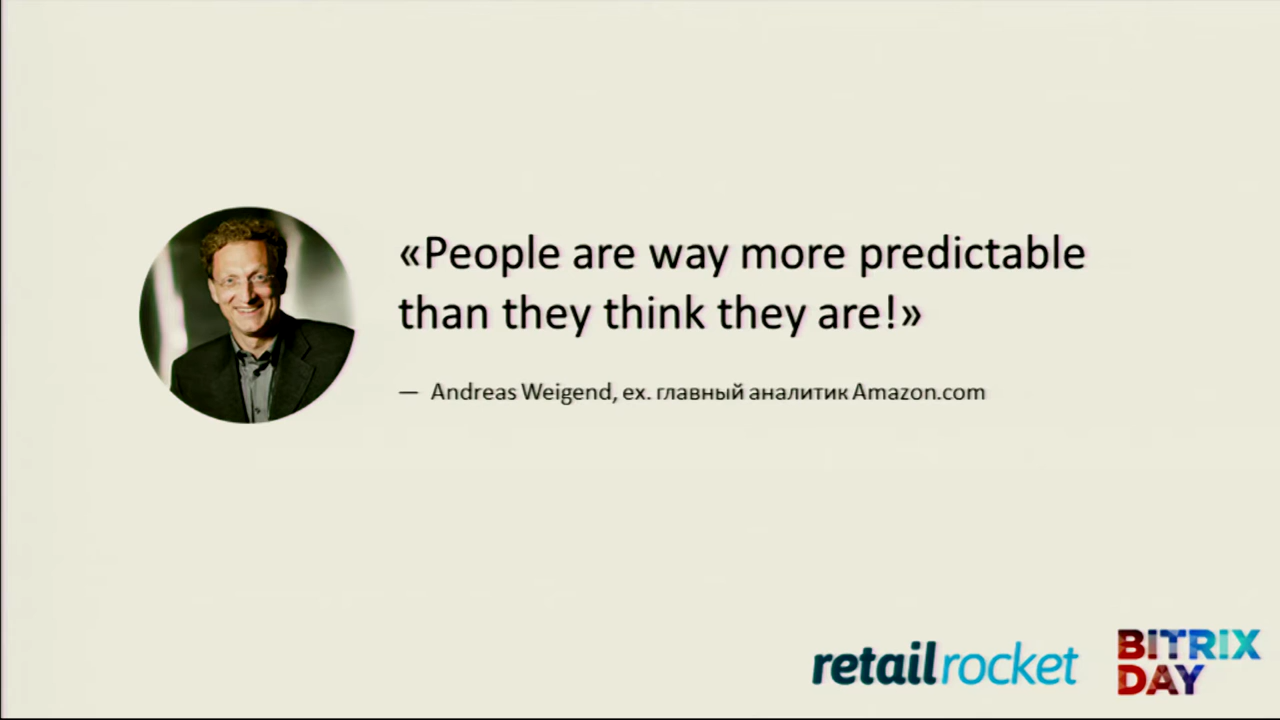 «People are way more predictable
than they think they are!»
— Andreas Weigend, ex. главный аналитик Amazon.com
retailrocket
BITRIX
DAY